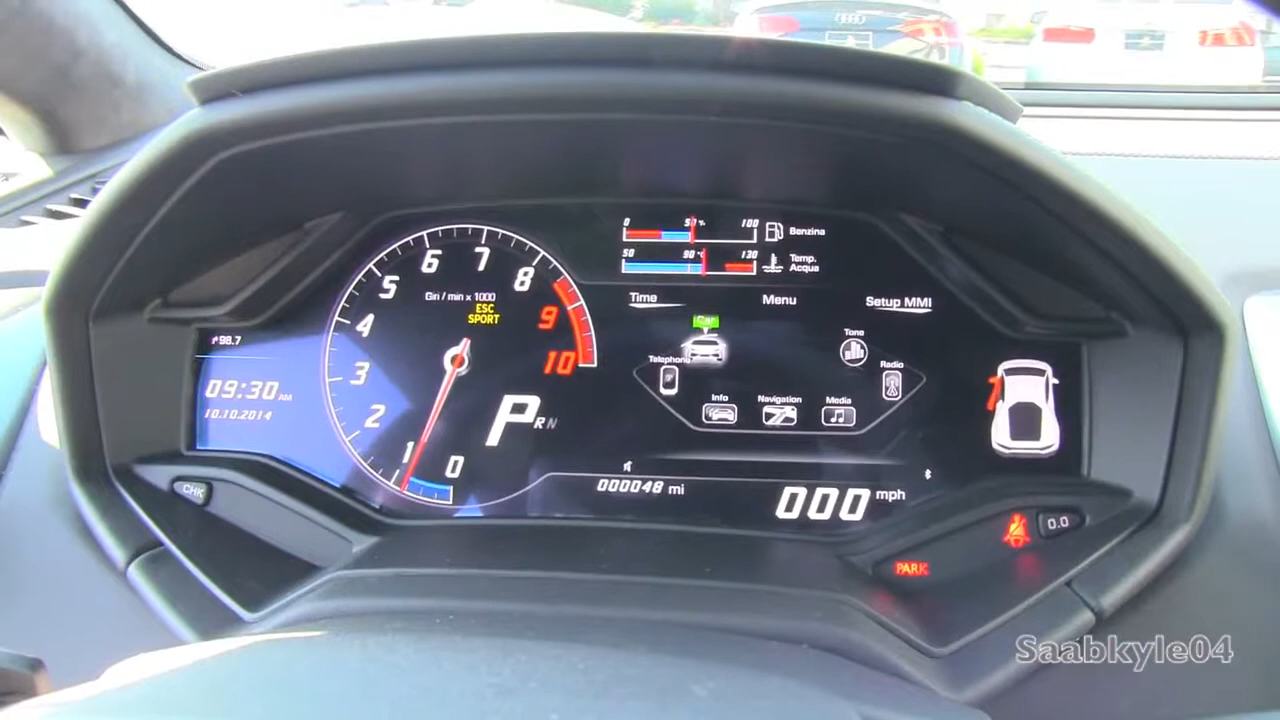 0 50 % 100 Benzina
50 90 °C 130 Temp.
Acqua
Time Menu Setup MMI
Car
Telephone
Tone
Radio
Info Navigation Media
98.7
09:30 AM
10.10.2014
0 1 2 3 4 5 6 7 8 9 10
Giri / min x 1000
ESC
SPORT
P R N
000048 mi
000 mph
CHK
0.0
PARK
Saabkyle04